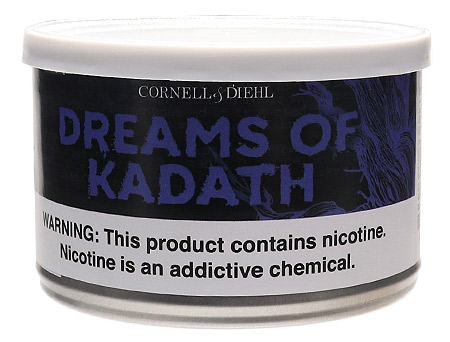 CORNELL & DIEHL
DREAMS OF
KADATH
WARNING: This product contains nicotine.
Nicotine is an addictive chemical.